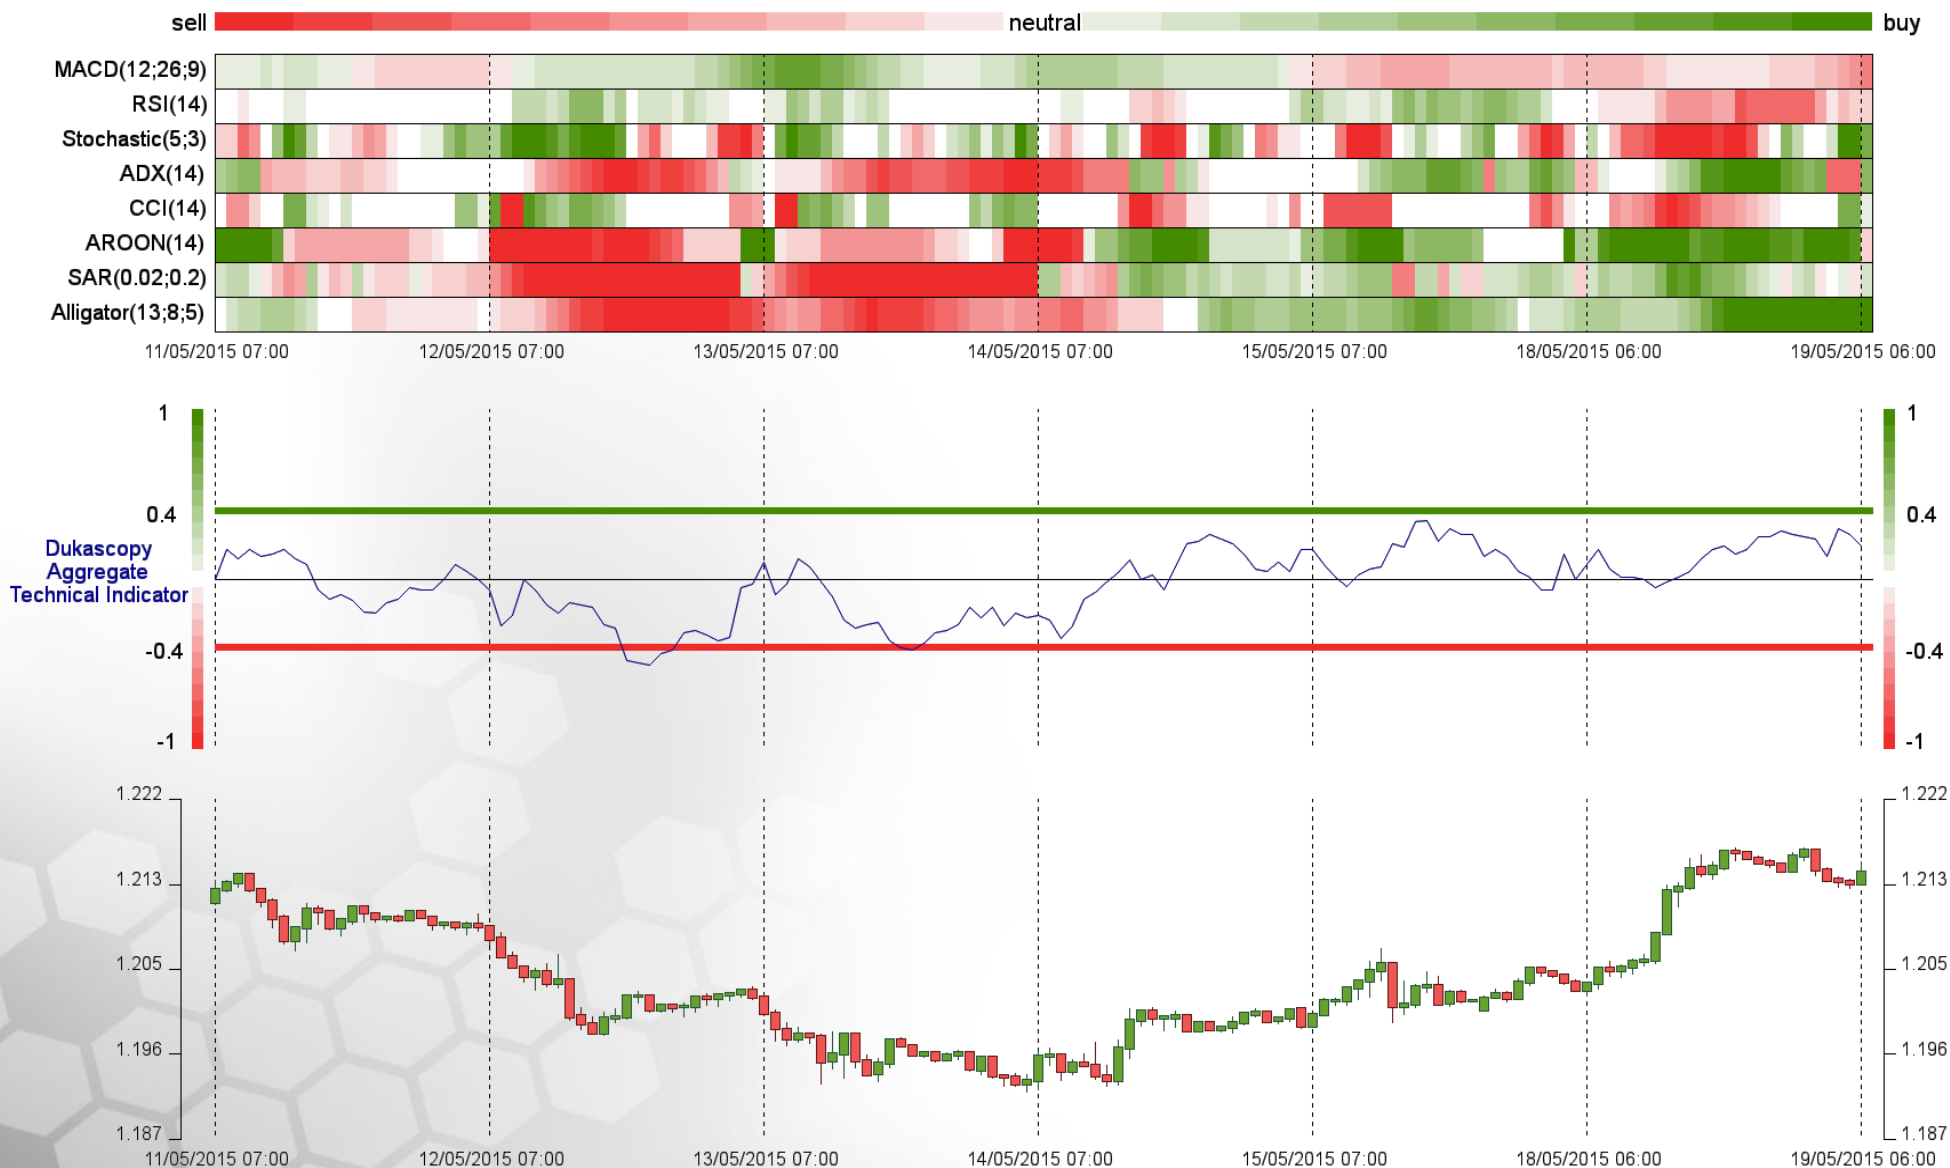 sell neutral buy
MACD(12;26;9)
RSI(14)
Stochastic(5;3)
ADX(14)
CCI(14)
AROON(14)
SAR(0.02;0.2)
Alligator(13;8;5)
11/05/2015 07:00 12/05/2015 07:00 13/05/2015 07:00 14/05/2015 07:00 15/05/2015 07:00 18/05/2015 06:00 19/05/2015 06:00
1 1
0.4 0.4
Dukascopy
Aggregate
Technical Indicator
-0.4 -0.4
-1 -1
1.222 1.222
1.213 1.213
1.205 1.205
1.196 1.196
1.187 1.187
11/05/2015 07:00 12/05/2015 07:00 13/05/2015 07:00 14/05/2015 07:00 15/05/2015 07:00 18/05/2015 06:00 19/05/2015 06:00